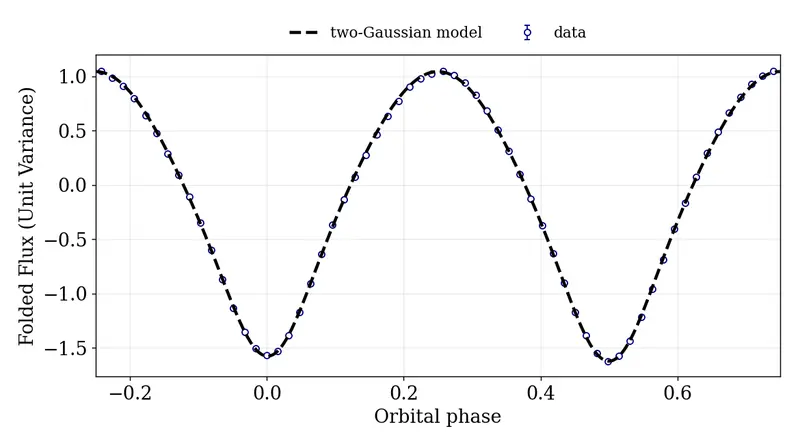 two-Gaussian model
data
Folded Flux (Unit Variance)
1.0
0.5
0.0
−0.5
−1.0
−1.5
−0.2
0.0
0.2
0.4
0.6
Orbital phase